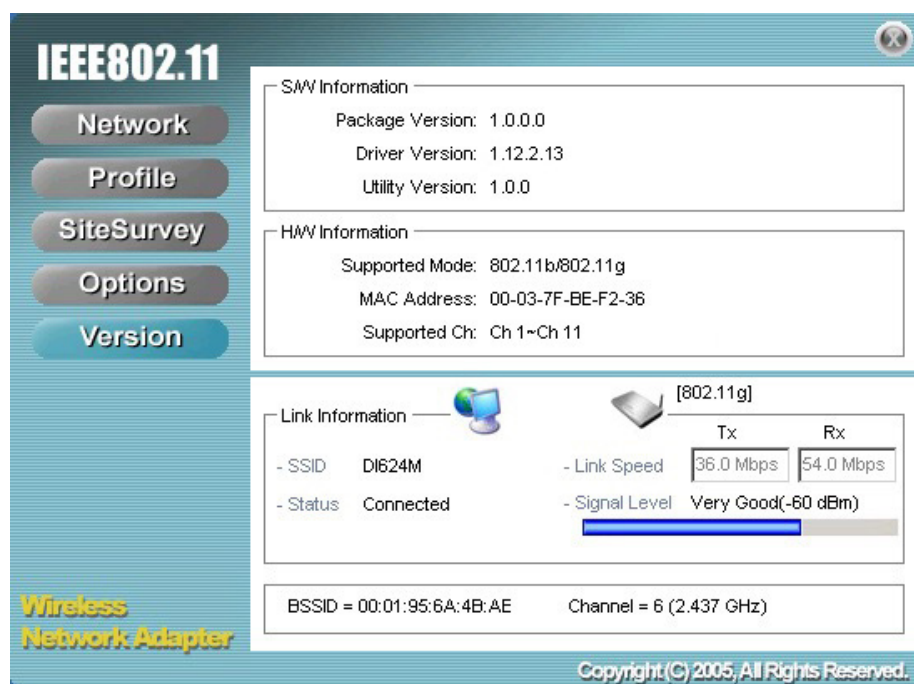 IEEE802.11
Network
Profile
SiteSurvey
Options
Version
Wireless
Network Adapter
S/W Information
Package Version: 1.0.0.0
Driver Version: 1.12.2.13
Utility Version: 1.0.0
H/W Information
Supported Mode: 802.11b/802.11g
MAC Address: 00-03-7F-BE-F2-36
Supported Ch: Ch 1~Ch 11
Link Information
[802.11g]
Tx Rx
- SSID DI624M - Link Speed 36.0 Mbps 54.0 Mbps
- Status Connected - Signal Level Very Good(-60 dBm)
BSSID = 00:01:95:6A:4B:AE Channel = 6 (2.437 GHz)
Copyright (C) 2005, All Rights Reserved.